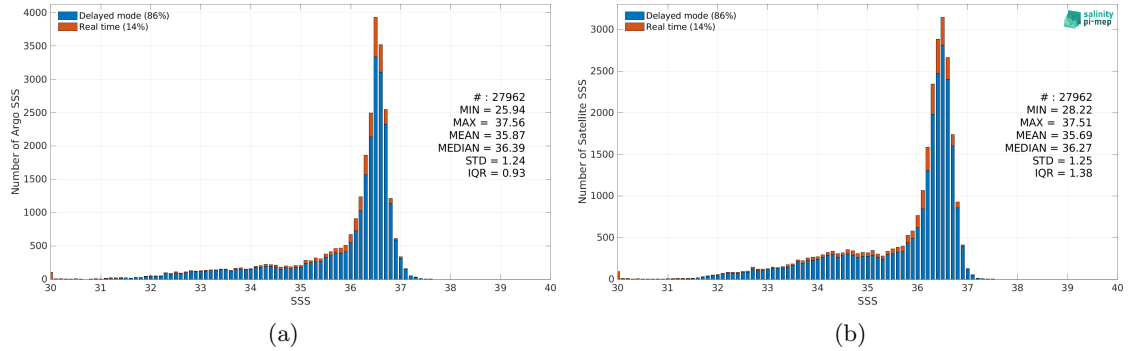 Delayed mode (86%)
Real time (14%)
4000
3500
3000
2500
2000
1500
1000
500
0
Number of Argo SSS
# : 27962
MIN = 25.94
MAX = 37.56
MEAN = 35.87
MEDIAN = 36.39
STD = 1.24
IQR = 0.93
30 31 32 33 34 35 36 37 38 39 40
SSS
(a)
Delayed mode (86%)
Real time (14%)
salinity
pi-mep
3000
2500
2000
1500
1000
500
0
Number of Satellite SSS
# : 27962
MIN = 28.22
MAX = 37.51
MEAN = 35.69
MEDIAN = 36.27
STD = 1.25
IQR = 1.38
30 31 32 33 34 35 36 37 38 39 40
SSS
(b)